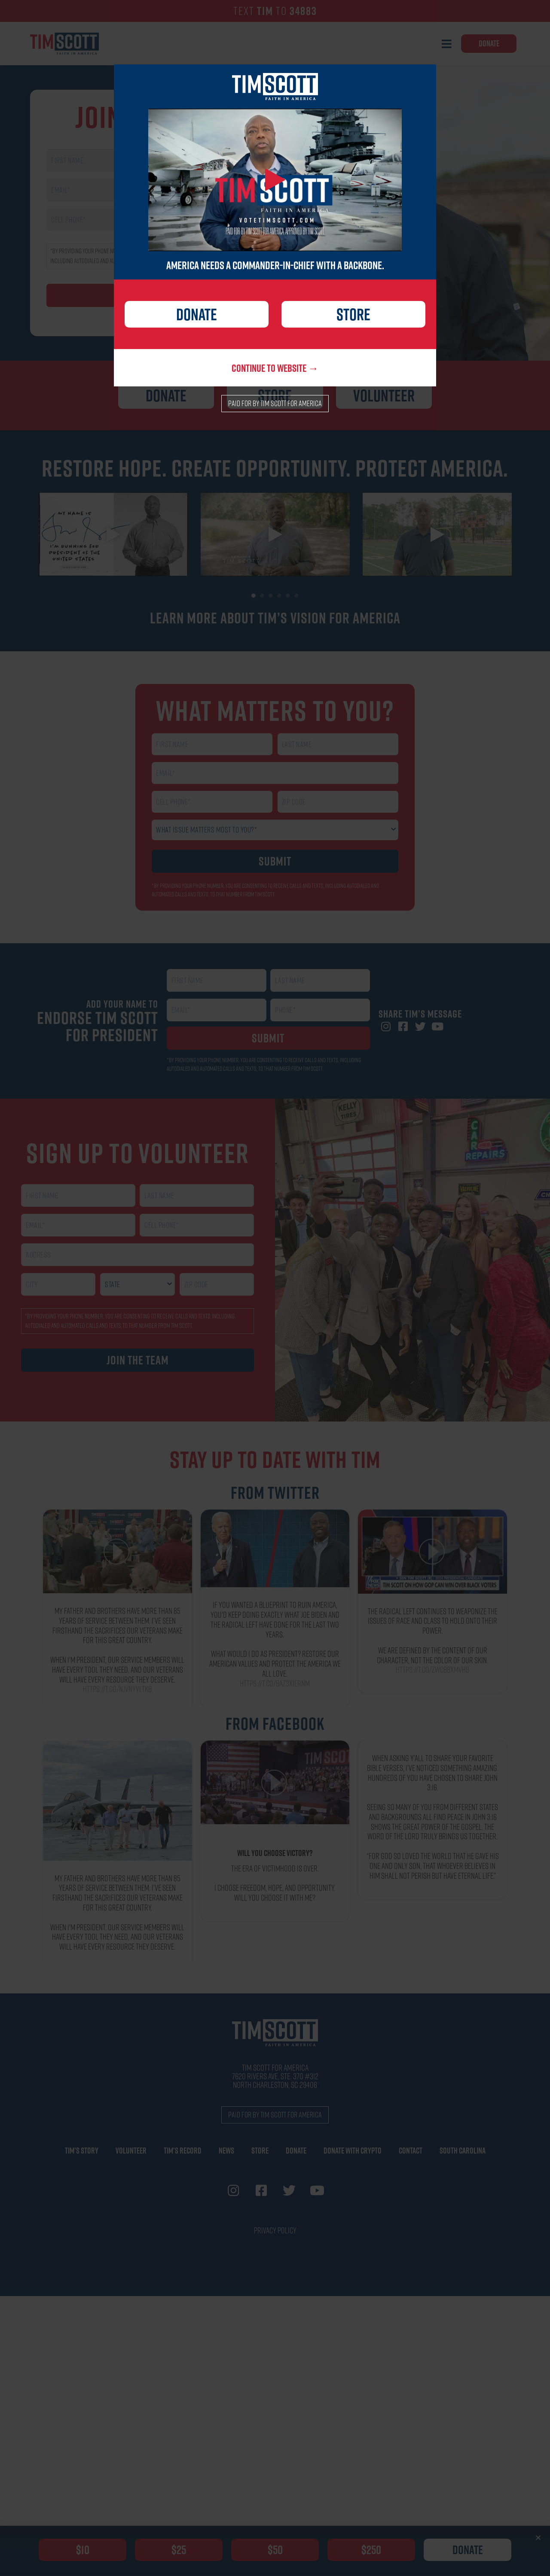 TEXT TIM TO 34883
TIMSCOTT
FAITH IN AMERICA
DONATE
JOIN
TIMSCOTT
FAITH IN AMERICA
TIM SCOTT
FAITH IN AMERICA
VOTETIMSCOTT.COM
PAID FOR BY TIM SCOTT FOR AMERICA. APPROVED BY TIM SCOTT.
AMERICA NEEDS A COMMANDER-IN-CHIEF WITH A BACKBONE.
DONATE
STORE
CONTINUE TO WEBSITE →
PAID FOR BY TIM SCOTT FOR AMERICA
DONATE
STORE
VOLUNTEER
RESTORE HOPE. CREATE OPPORTUNITY. PROTECT AMERICA.
MY NAME IS
I'M RUNNING FOR
PRESIDENT OF THE
UNITED STATES
LEARN MORE ABOUT TIM'S VISION FOR AMERICA
WHAT MATTERS TO YOU?
FIRST NAME
LAST NAME
EMAIL*
CELL PHONE*
ZIP CODE
WHAT ISSUE MATTERS MOST TO YOU?*
SUBMIT
ADD YOUR NAME TO
ENDORSE TIM SCOTT
FOR PRESIDENT
FIRST NAME
LAST NAME
EMAIL*
PHONE*
SUBMIT
SHARE TIM'S MESSAGE
SIGN UP TO VOLUNTEER
FIRST NAME
LAST NAME
EMAIL*
CELL PHONE*
ADDRESS
CITY
STATE
ZIP CODE
JOIN THE TEAM
KELLY
TIRES
CAR
REPAIRS
STAY UP TO DATE WITH TIM
FROM TWITTER
TIM SCOTT ON HOW GOP CAN WIN OVER BLACK VOTERS
MY FATHER AND BROTHERS HAVE MORE THAN 85
YEARS OF SERVICE BETWEEN THEM. I'VE SEEN
FIRSTHAND THE SACRIFICES OUR VETERANS MAKE
FOR THIS GREAT COUNTRY.
WHEN I'M PRESIDENT, OUR SERVICE MEMBERS WILL
HAVE EVERY TOOL THEY NEED, AND OUR VETERANS
WILL HAVE EVERY RESOURCE THEY DESERVE.
IF YOU WANTED A BLUEPRINT TO RUIN AMERICA,
YOU'D KEEP DOING EXACTLY WHAT JOE BIDEN AND
THE RADICAL LEFT HAVE DONE FOR THE LAST TWO
YEARS.
WHAT WOULD I DO AS PRESIDENT? RESTORE OUR
AMERICAN VALUES AND PROTECT THE AMERICA WE
ALL LOVE.
THE RADICAL LEFT CONTINUES TO WEAPONIZE THE
ISSUES OF RACE AND CLASS TO HOLD ONTO THEIR
POWER.
WE ARE DEFINED BY THE CONTENT OF OUR
CHARACTER, NOT THE COLOR OF OUR SKIN.
FROM FACEBOOK
TIM SCOTT
MY FATHER AND BROTHERS HAVE MORE THAN 85
YEARS OF SERVICE BETWEEN THEM. I'VE SEEN
FIRSTHAND THE SACRIFICES OUR VETERANS MAKE
FOR THIS GREAT COUNTRY.
WHEN I'M PRESIDENT, OUR SERVICE MEMBERS WILL
HAVE EVERY TOOL THEY NEED, AND OUR VETERANS
WILL HAVE EVERY RESOURCE THEY DESERVE.
WILL YOU CHOOSE VICTORY?
THE ERA OF VICTIMHOOD IS OVER.
I CHOOSE FREEDOM, HOPE, AND OPPORTUNITY.
WILL YOU CHOOSE IT WITH ME?
WHEN ASKING Y'ALL TO SHARE YOUR FAVORITE
BIBLE VERSES, I'VE NOTICED SOMETHING AMAZING.
HUNDREDS OF YOU HAVE CHOSEN TO SHARE JOHN
3:16.
SEEING SO MANY OF YOU FROM DIFFERENT STATES
AND BACKGROUNDS ALL FIND PEACE IN JOHN 3:16
SHOWS THE GREAT POWER OF THE GOSPEL. THE
WORD OF THE LORD TRULY BRINGS US TOGETHER.
"FOR GOD SO LOVED THE WORLD THAT HE GAVE HIS
ONE AND ONLY SON, THAT WHOEVER BELIEVES IN
HIM SHALL NOT PERISH BUT HAVE ETERNAL LIFE."
TIMSCOTT
FAITH IN AMERICA
TIM SCOTT FOR AMERICA
7620 RIVERS AVE, STE. 370 #312
NORTH CHARLESTON, SC 29406
PAID FOR BY TIM SCOTT FOR AMERICA
TIM'S STORY
VOLUNTEER
TIM'S RECORD
NEWS
STORE
DONATE
DONATE WITH CRYPTO
CONTACT
SOUTH CAROLINA
PRIVACY POLICY
×
$10
$25
$50
$250
DONATE